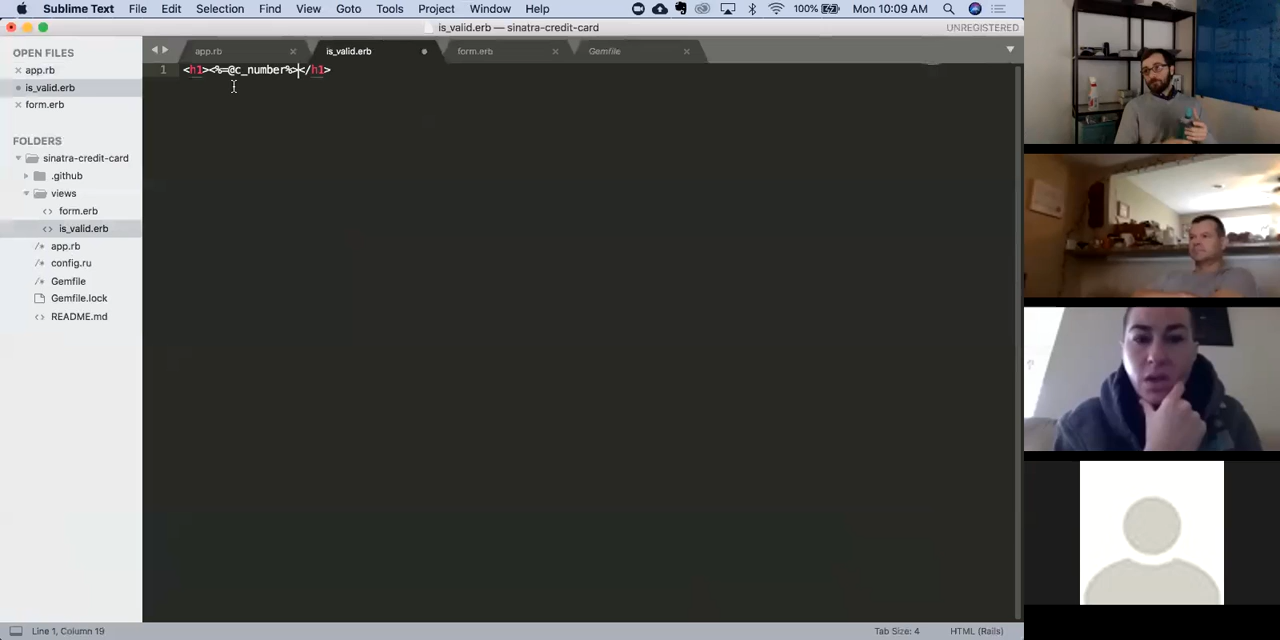 Sublime Text File Edit Selection Find View Goto Tools Project Window Help 100% Mon 10:09 AM
is_valid.erb — sinatra-credit-card UNREGISTERED
OPEN FILES
app.rb
is_valid.erb
form.erb
FOLDERS
sinatra-credit-card
.github
views
form.erb
is_valid.erb
app.rb
config.ru
Gemfile
Gemfile.lock
README.md
app.rb is_valid.erb form.erb Gemfile
1 <h1><%=@c_number%></h1>
Line 1, Column 19 Tab Size: 4 HTML (Rails)